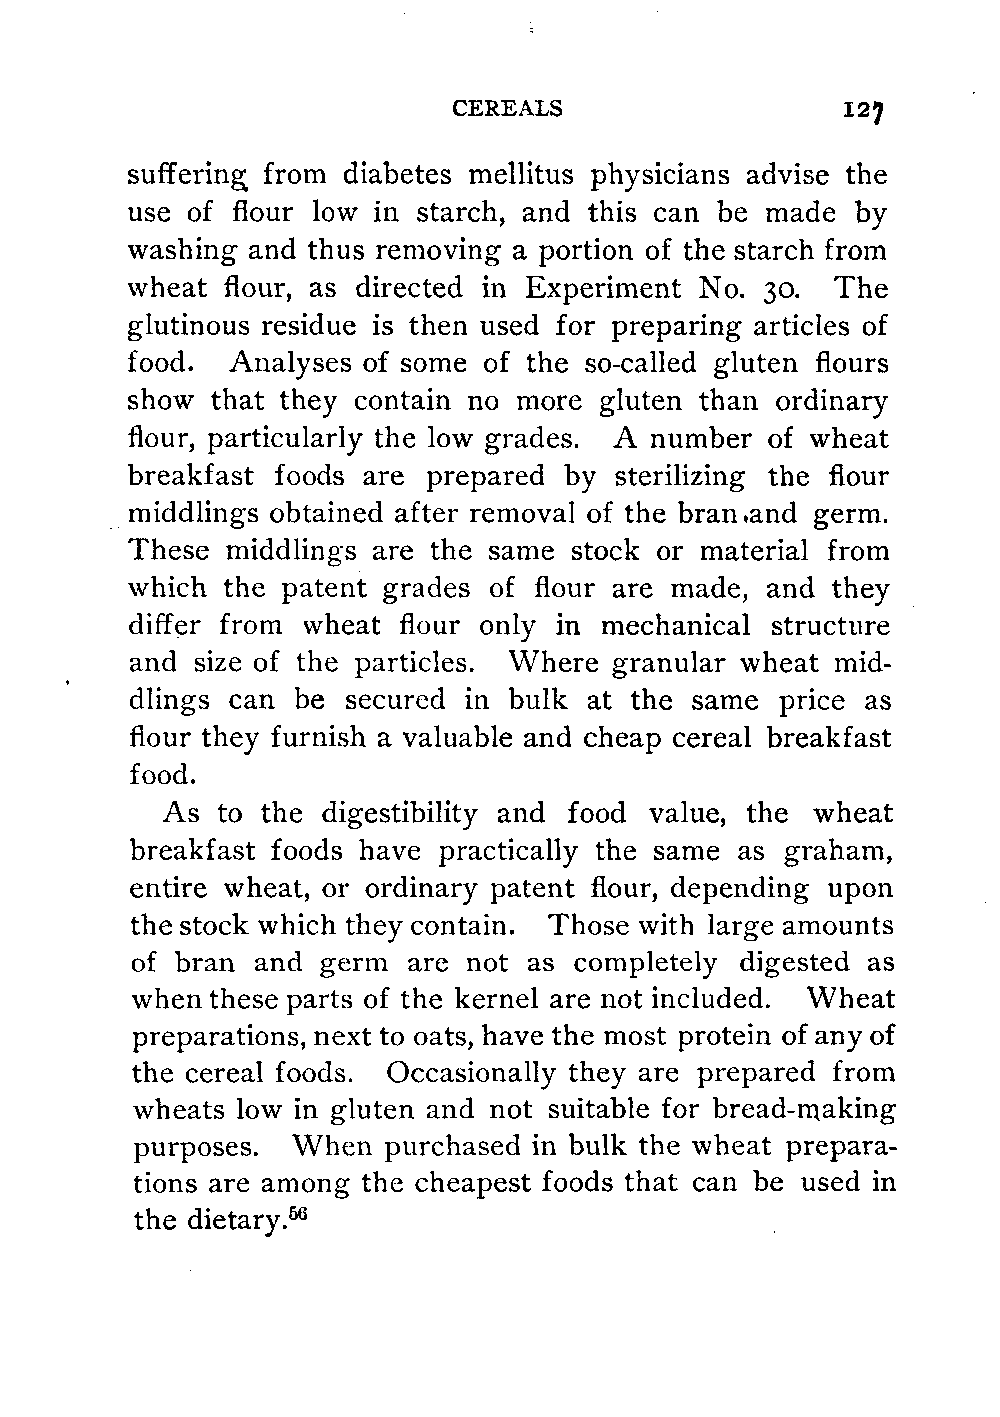 CEREALS 127
suffering from diabetes mellitus physicians advise the
use of flour low in starch, and this can be made by
washing and thus removing a portion of the starch from
wheat flour, as directed in Experiment No. 30. The
glutinous residue is then used for preparing articles of
food. Analyses of some of the so-called gluten flours
show that they contain no more gluten than ordinary
flour, particularly the low grades. A number of wheat
breakfast foods are prepared by sterilizing the flour
middlings obtained after removal of the bran and germ.
These middlings are the same stock or material from
which the patent grades of flour are made, and they
differ from wheat flour only in mechanical structure
and size of the particles. Where granular wheat mid-
dlings can be secured in bulk at the same price as
flour they furnish a valuable and cheap cereal breakfast
food.
As to the digestibility and food value, the wheat
breakfast foods have practically the same as graham,
entire wheat, or ordinary patent flour, depending upon
the stock which they contain. Those with large amounts
of bran and germ are not as completely digested as
when these parts of the kernel are not included. Wheat
preparations, next to oats, have the most protein of any of
the cereal foods. Occasionally they are prepared from
wheats low in gluten and not suitable for bread-making
purposes. When purchased in bulk the wheat prepara-
tions are among the cheapest foods that can be used in
the dietary.⁵⁶